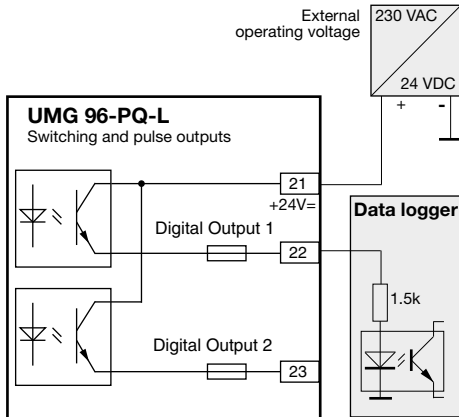 External
operating voltage
230 VAC
24 VDC
+ -
UMG 96-PQ-L
Switching and pulse outputs
21
+24V=
Data logger
Digital Output 1
22
1.5k
Digital Output 2
23